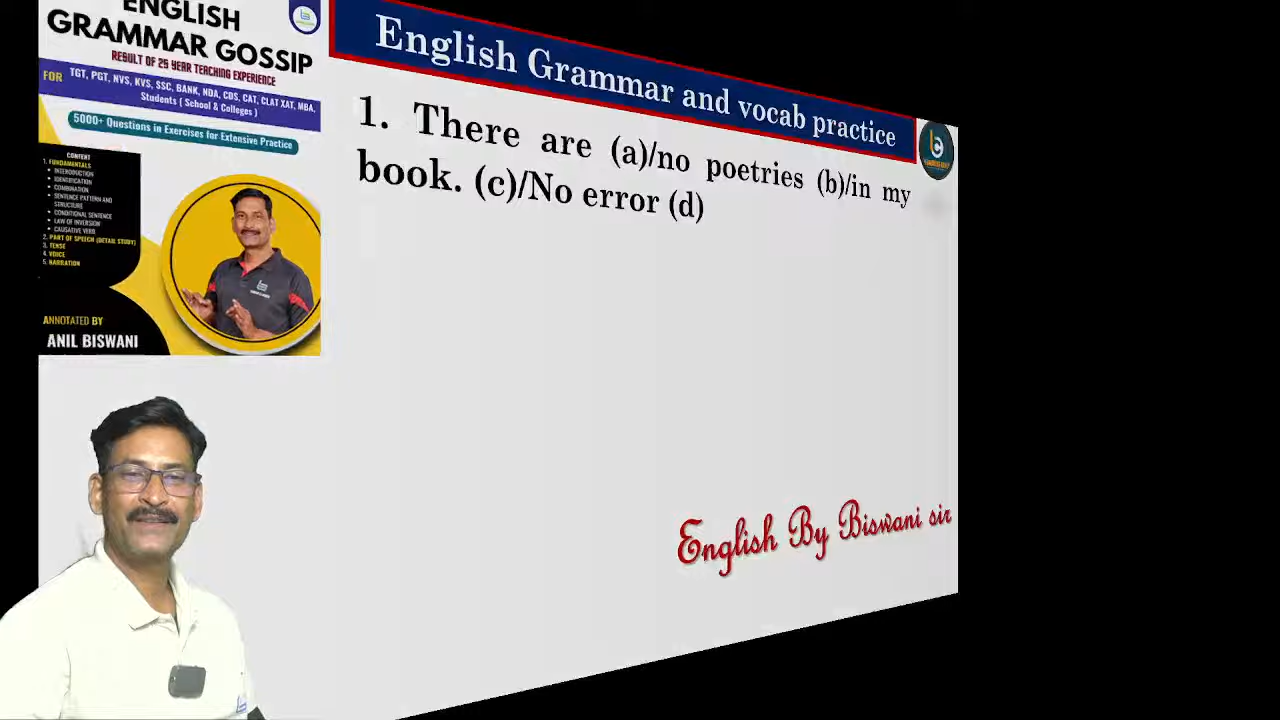 ENGLISH
GRAMMAR GOSSIP
RESULT OF 25 YEAR TEACHING EXPERIENCE
FOR TGT, PGT, NVS, KVS, SSC, BANK, NDA, CDS, CAT, CLAT XAT, MBA,
Students ( School & Colleges )
5000+ Questions in Exercises for Extensive Practice
CONTENT
1. FUNDAMENTALS
• INTRODUCTION
• IDENTIFICATION
• COMBINATION
• SENTENCE PATTERN AND
STRUCTURE
• CONDITIONAL SENTENCE
• LAW OF INVERSION
• CAUSATIVE VERB
2. PART OF SPEECH (DETAIL STUDY)
3. TENSE
4. VOICE
5. NARRATION
ANNOTATED BY
ANIL BISWANI
English Grammar and vocab practice
1. There are (a)/no poetries (b)/in my
book. (c)/No error (d)
English By Biswani sir